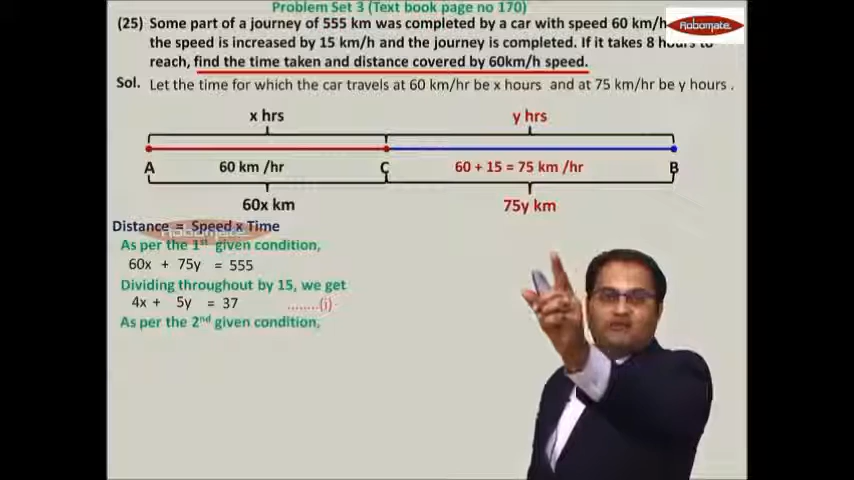 Problem Set 3 (Text book page no 170)
(25) Some part of a journey of 555 km was completed by a car with speed 60 km/h
Robomate
the speed is increased by 15 km/h and the journey is completed. If it takes 8 hours to
reach, find the time taken and distance covered by 60km/h speed.
Sol. Let the time for which the car travels at 60 km/hr be x hours and at 75 km/hr be y hours .
x hrs y hrs
A 60 km /hr C 60 + 15 = 75 km /hr B
60x km 75y km
Distance = Speed x Time
Robomate
As per the 1st given condition,
60x + 75y = 555
Dividing throughout by 15, we get
4x + 5y = 37 ........(i)
As per the 2nd given condition,